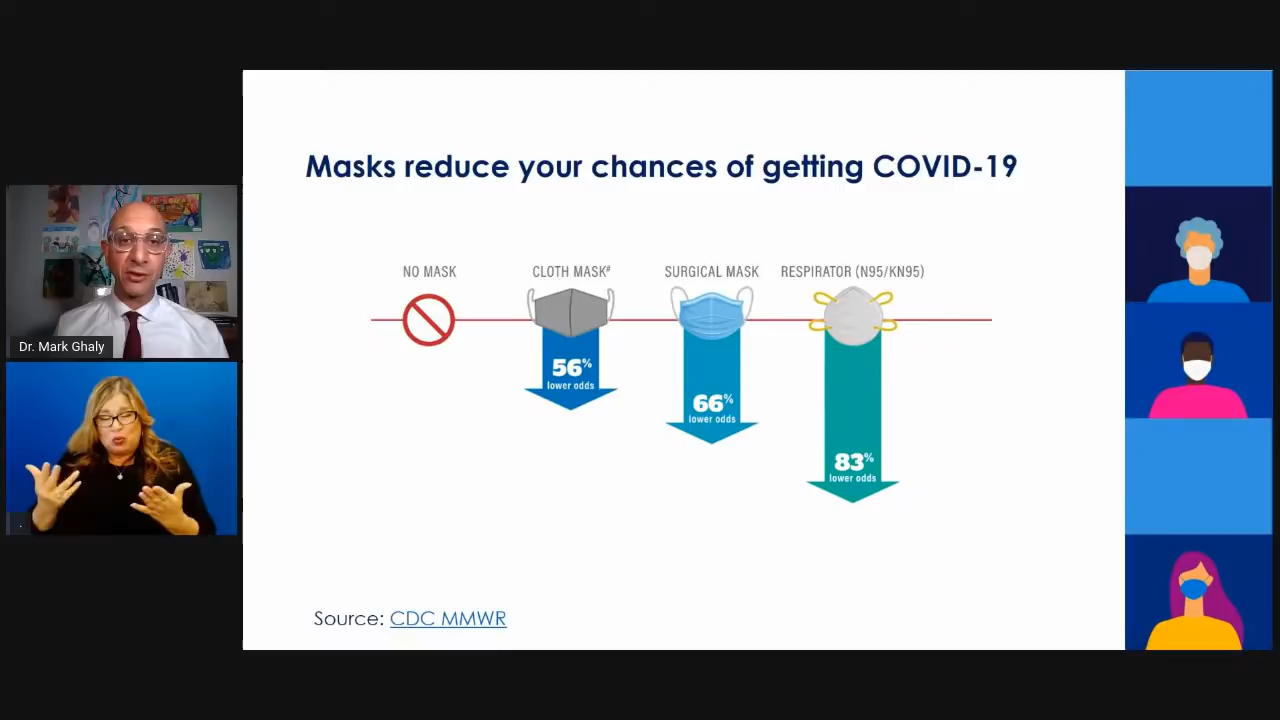 Masks reduce your chances of getting COVID-19
NO MASK
CLOTH MASK#
SURGICAL MASK
RESPIRATOR (N95/KN95)
56%
lower odds
66%
lower odds
83%
lower odds
Source: CDC MMWR
Dr. Mark Ghaly
.